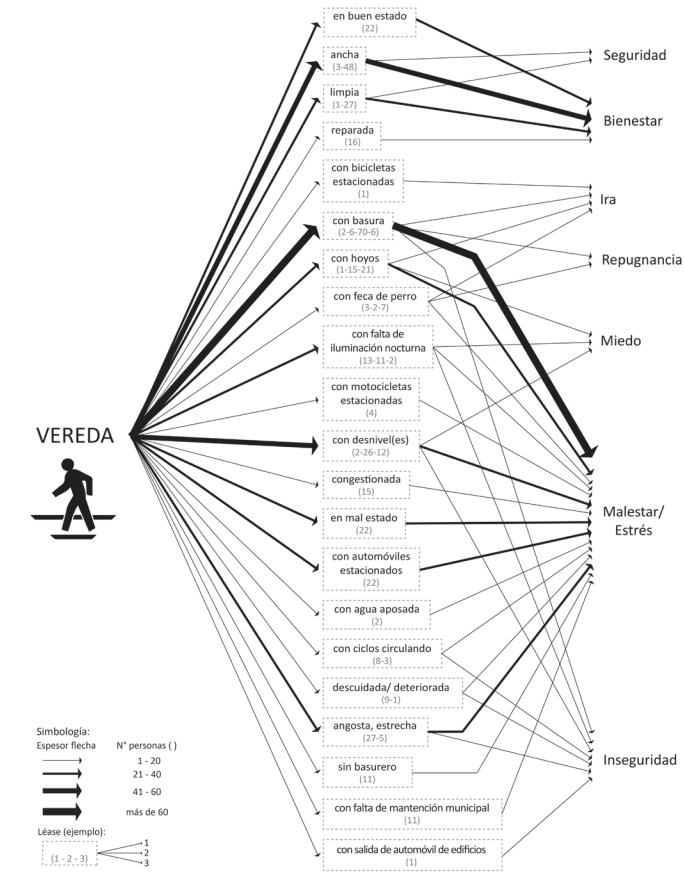 en buen estado
(22)
ancha
(3-48)
limpia
(1-27)
reparada
(16)
con bicicletas
estacionadas
(1)
con basura
(2-6-70-6)
con hoyos
(1-15-21)
con feca de perro
(3-2-7)
con falta de
iluminación nocturna
(13-11-2)
con motocicletas
estacionadas
(4)
con desnivel(es)
(2-26-12)
congestionada
(15)
en mal estado
(22)
con automóviles
estacionados
(22)
con agua aposada
(2)
con ciclos circulando
(8-3)
descuidada/ deteriorada
(9-1)
angosta, estrecha
(27-5)
sin basurero
(11)
con falta de mantención municipal
(11)
con salida de automóvil de edificios
(1)
VEREDA
Seguridad
Bienestar
Ira
Repugnancia
Miedo
Malestar/
Estrés
Inseguridad
Simbología:
Espesor flecha N° personas ( )
1 - 20
21 - 40
41 - 60
más de 60
Léase (ejemplo):
(1 - 2 - 3)
1
2
3